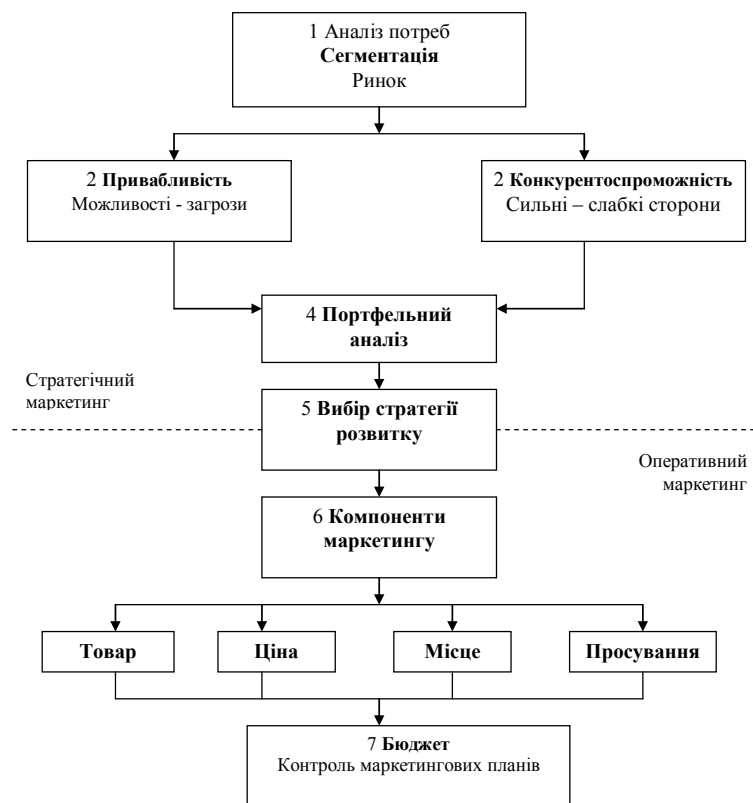 1 Аналіз потреб
Сегментація
Ринок
2 Привабливість
Можливості - загрози
2 Конкурентоспроможність
Сильні – слабкі сторони
4 Портфельний
аналіз
Стратегічний
маркетинг
5 Вибір стратегії
розвитку
Оперативний
маркетинг
6 Компоненти
маркетингу
Товар
Ціна
Місце
Просування
7 Бюджет
Контроль маркетингових планів